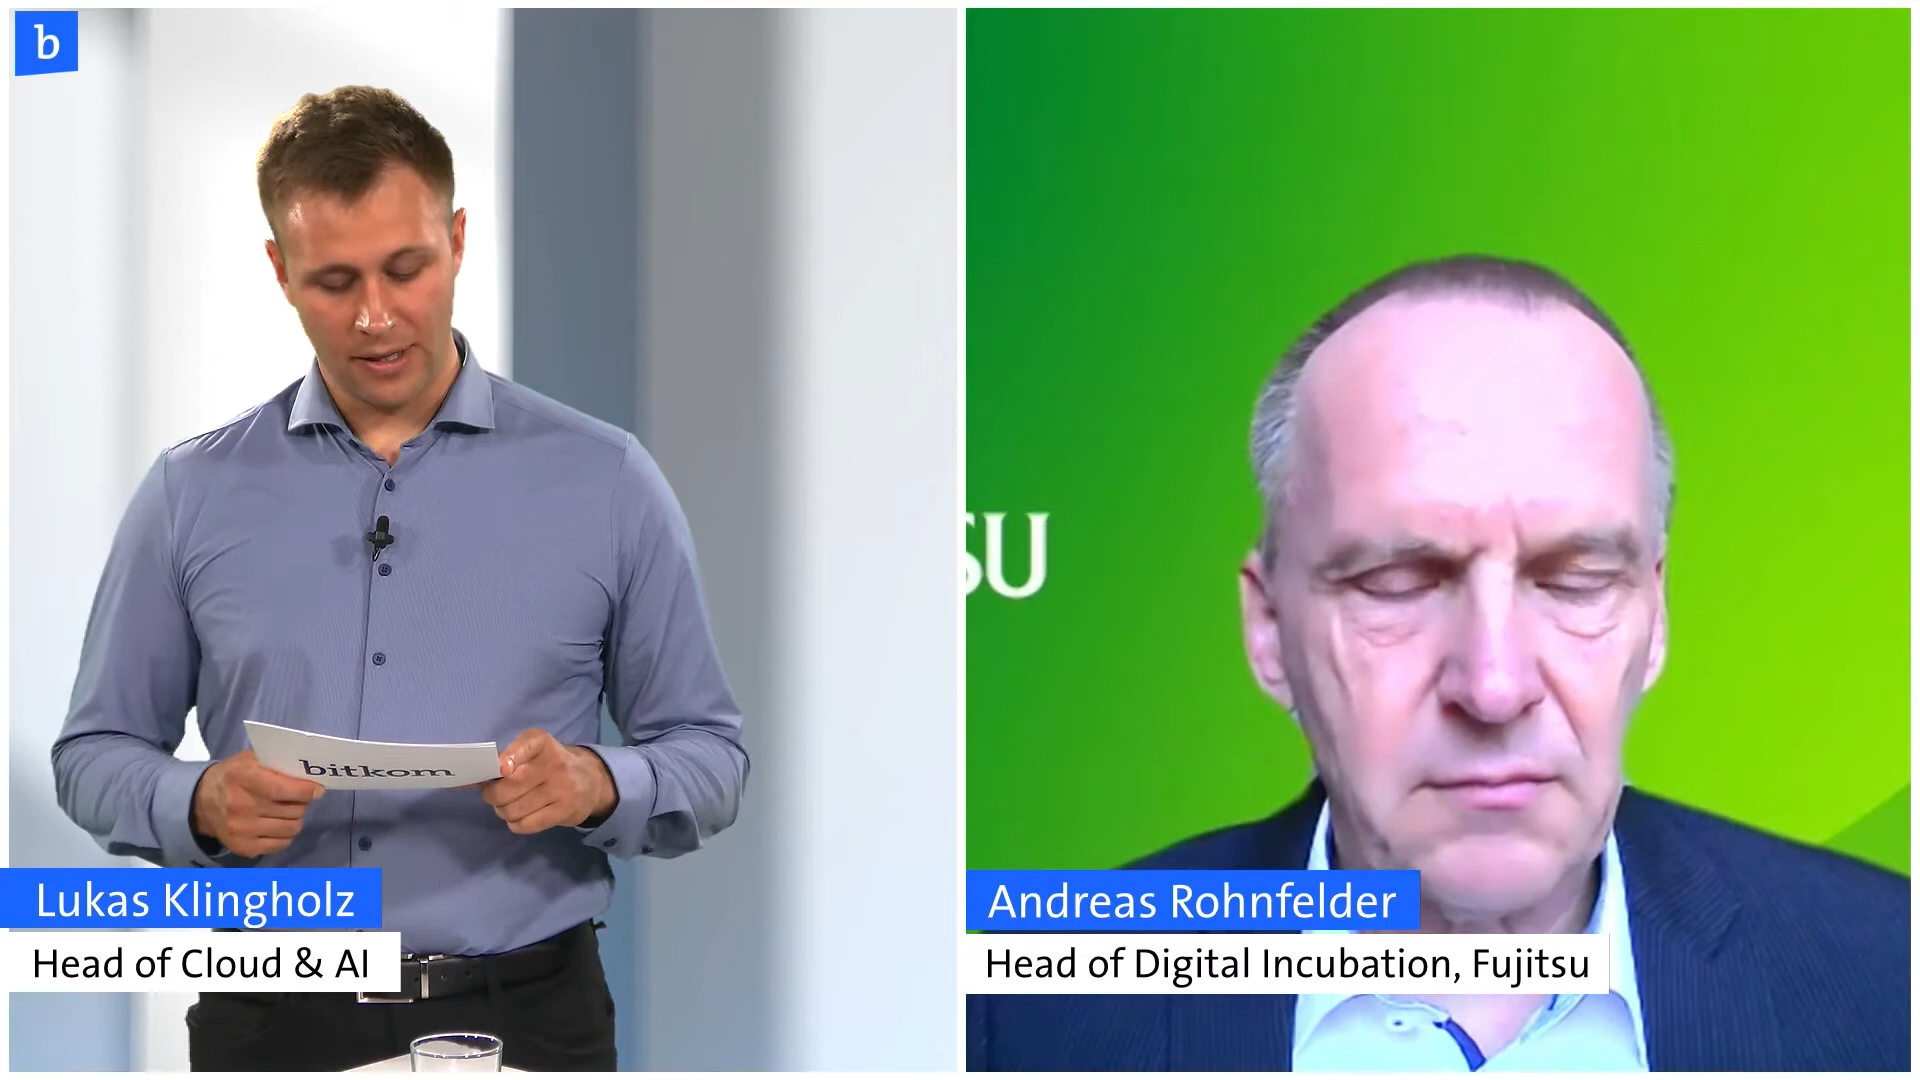 b
bitkom
Lukas Klingholz
Head of Cloud & AI
SU
Andreas Rohnfelder
Head of Digital Incubation, Fujitsu